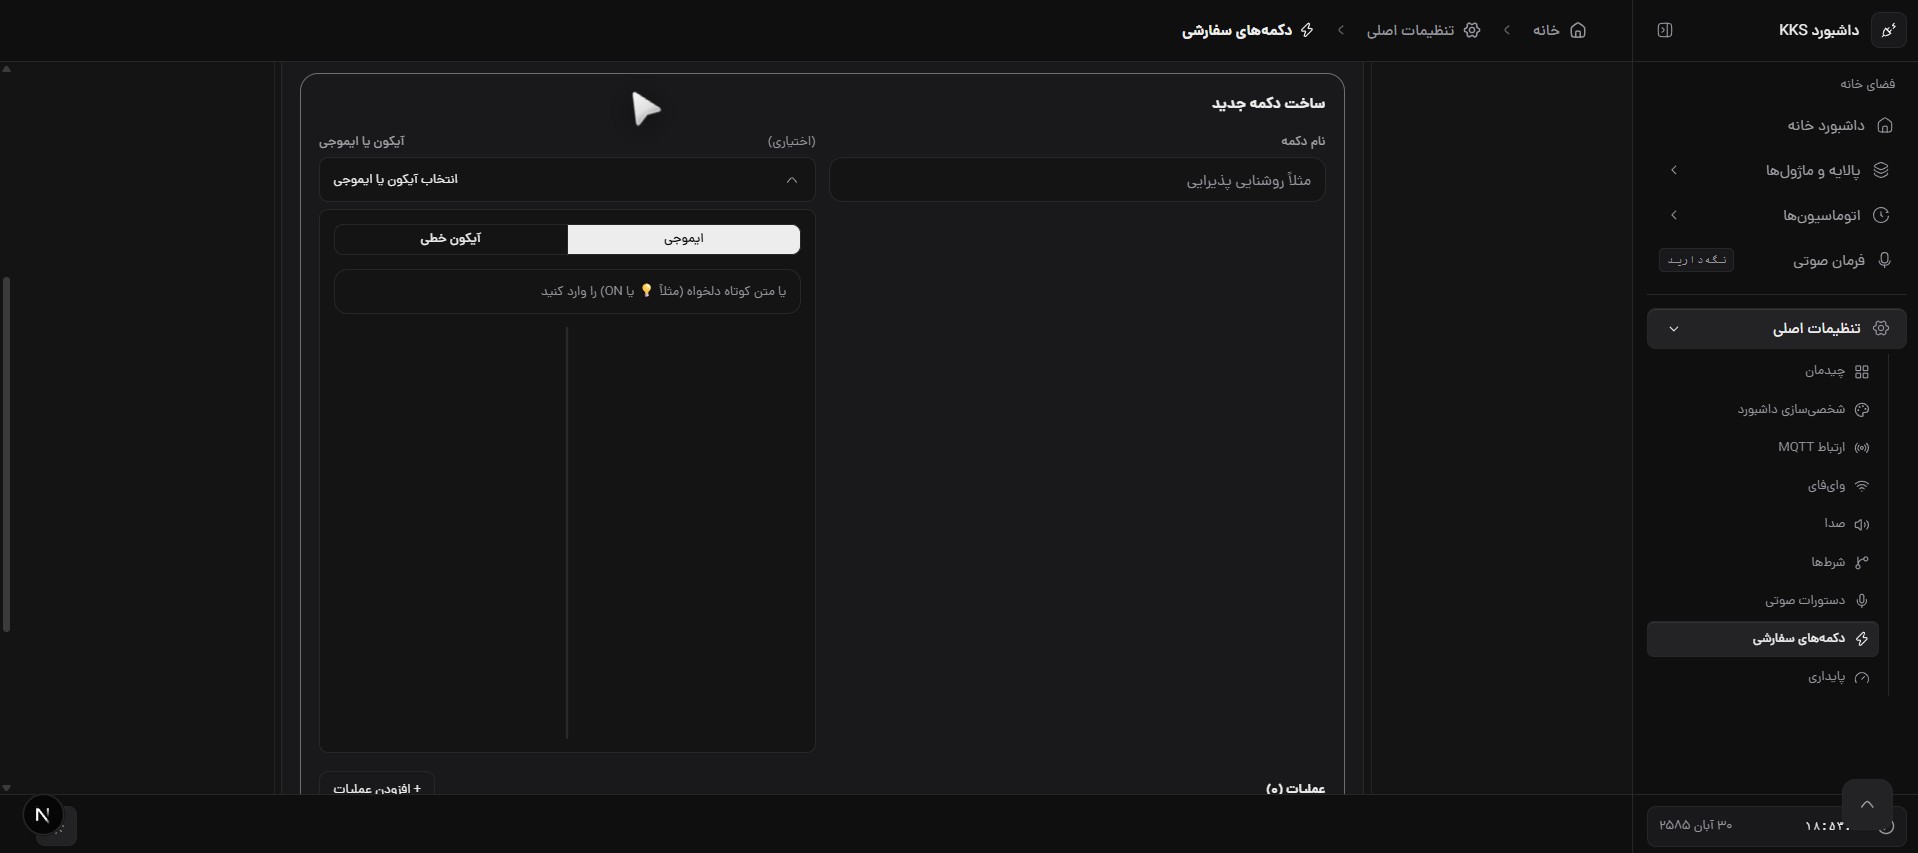 داشبورد KKS
خانه
تنظیمات اصلی
دکمه‌های سفارشی
فضای خانه
داشبورد خانه
پالایه و ماژول‌ها
اتوماسیون‌ها
فرمان صوتی
نگه‌دارید
تنظیمات اصلی
چیدمان
شخصی‌سازی داشبورد
ارتباط MQTT
وای‌فای
صدا
شرط‌ها
دستورات صوتی
دکمه‌های سفارشی
پایداری
۳۰ آبان ۲۵۸۵
ساخت دکمه جدید
نام دکمه
مثلاً روشنایی پذیرایی
آیکون یا ایموجی
(اختیاری)
انتخاب آیکون یا ایموجی
ایموجی
آیکون خطی
یا متن کوتاه دلخواه (مثلاً 💡 یا ON) را وارد کنید
عملیات (۰)
+ افزودن عملیات
N